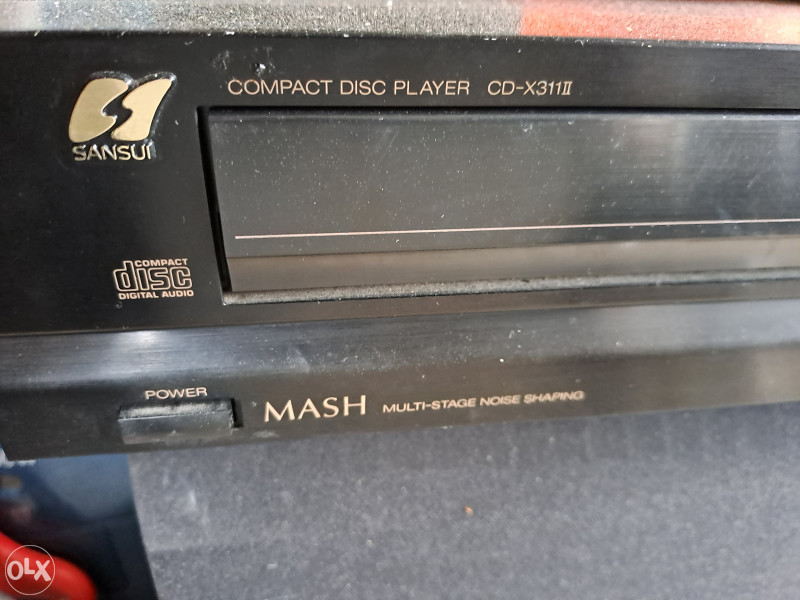 COMPACT DISC PLAYER CD-X311II
SANSUI
COMPACT
disc
DIGITAL AUDIO
POWER
MASH MULTI-STAGE NOISE SHAPING
OLX